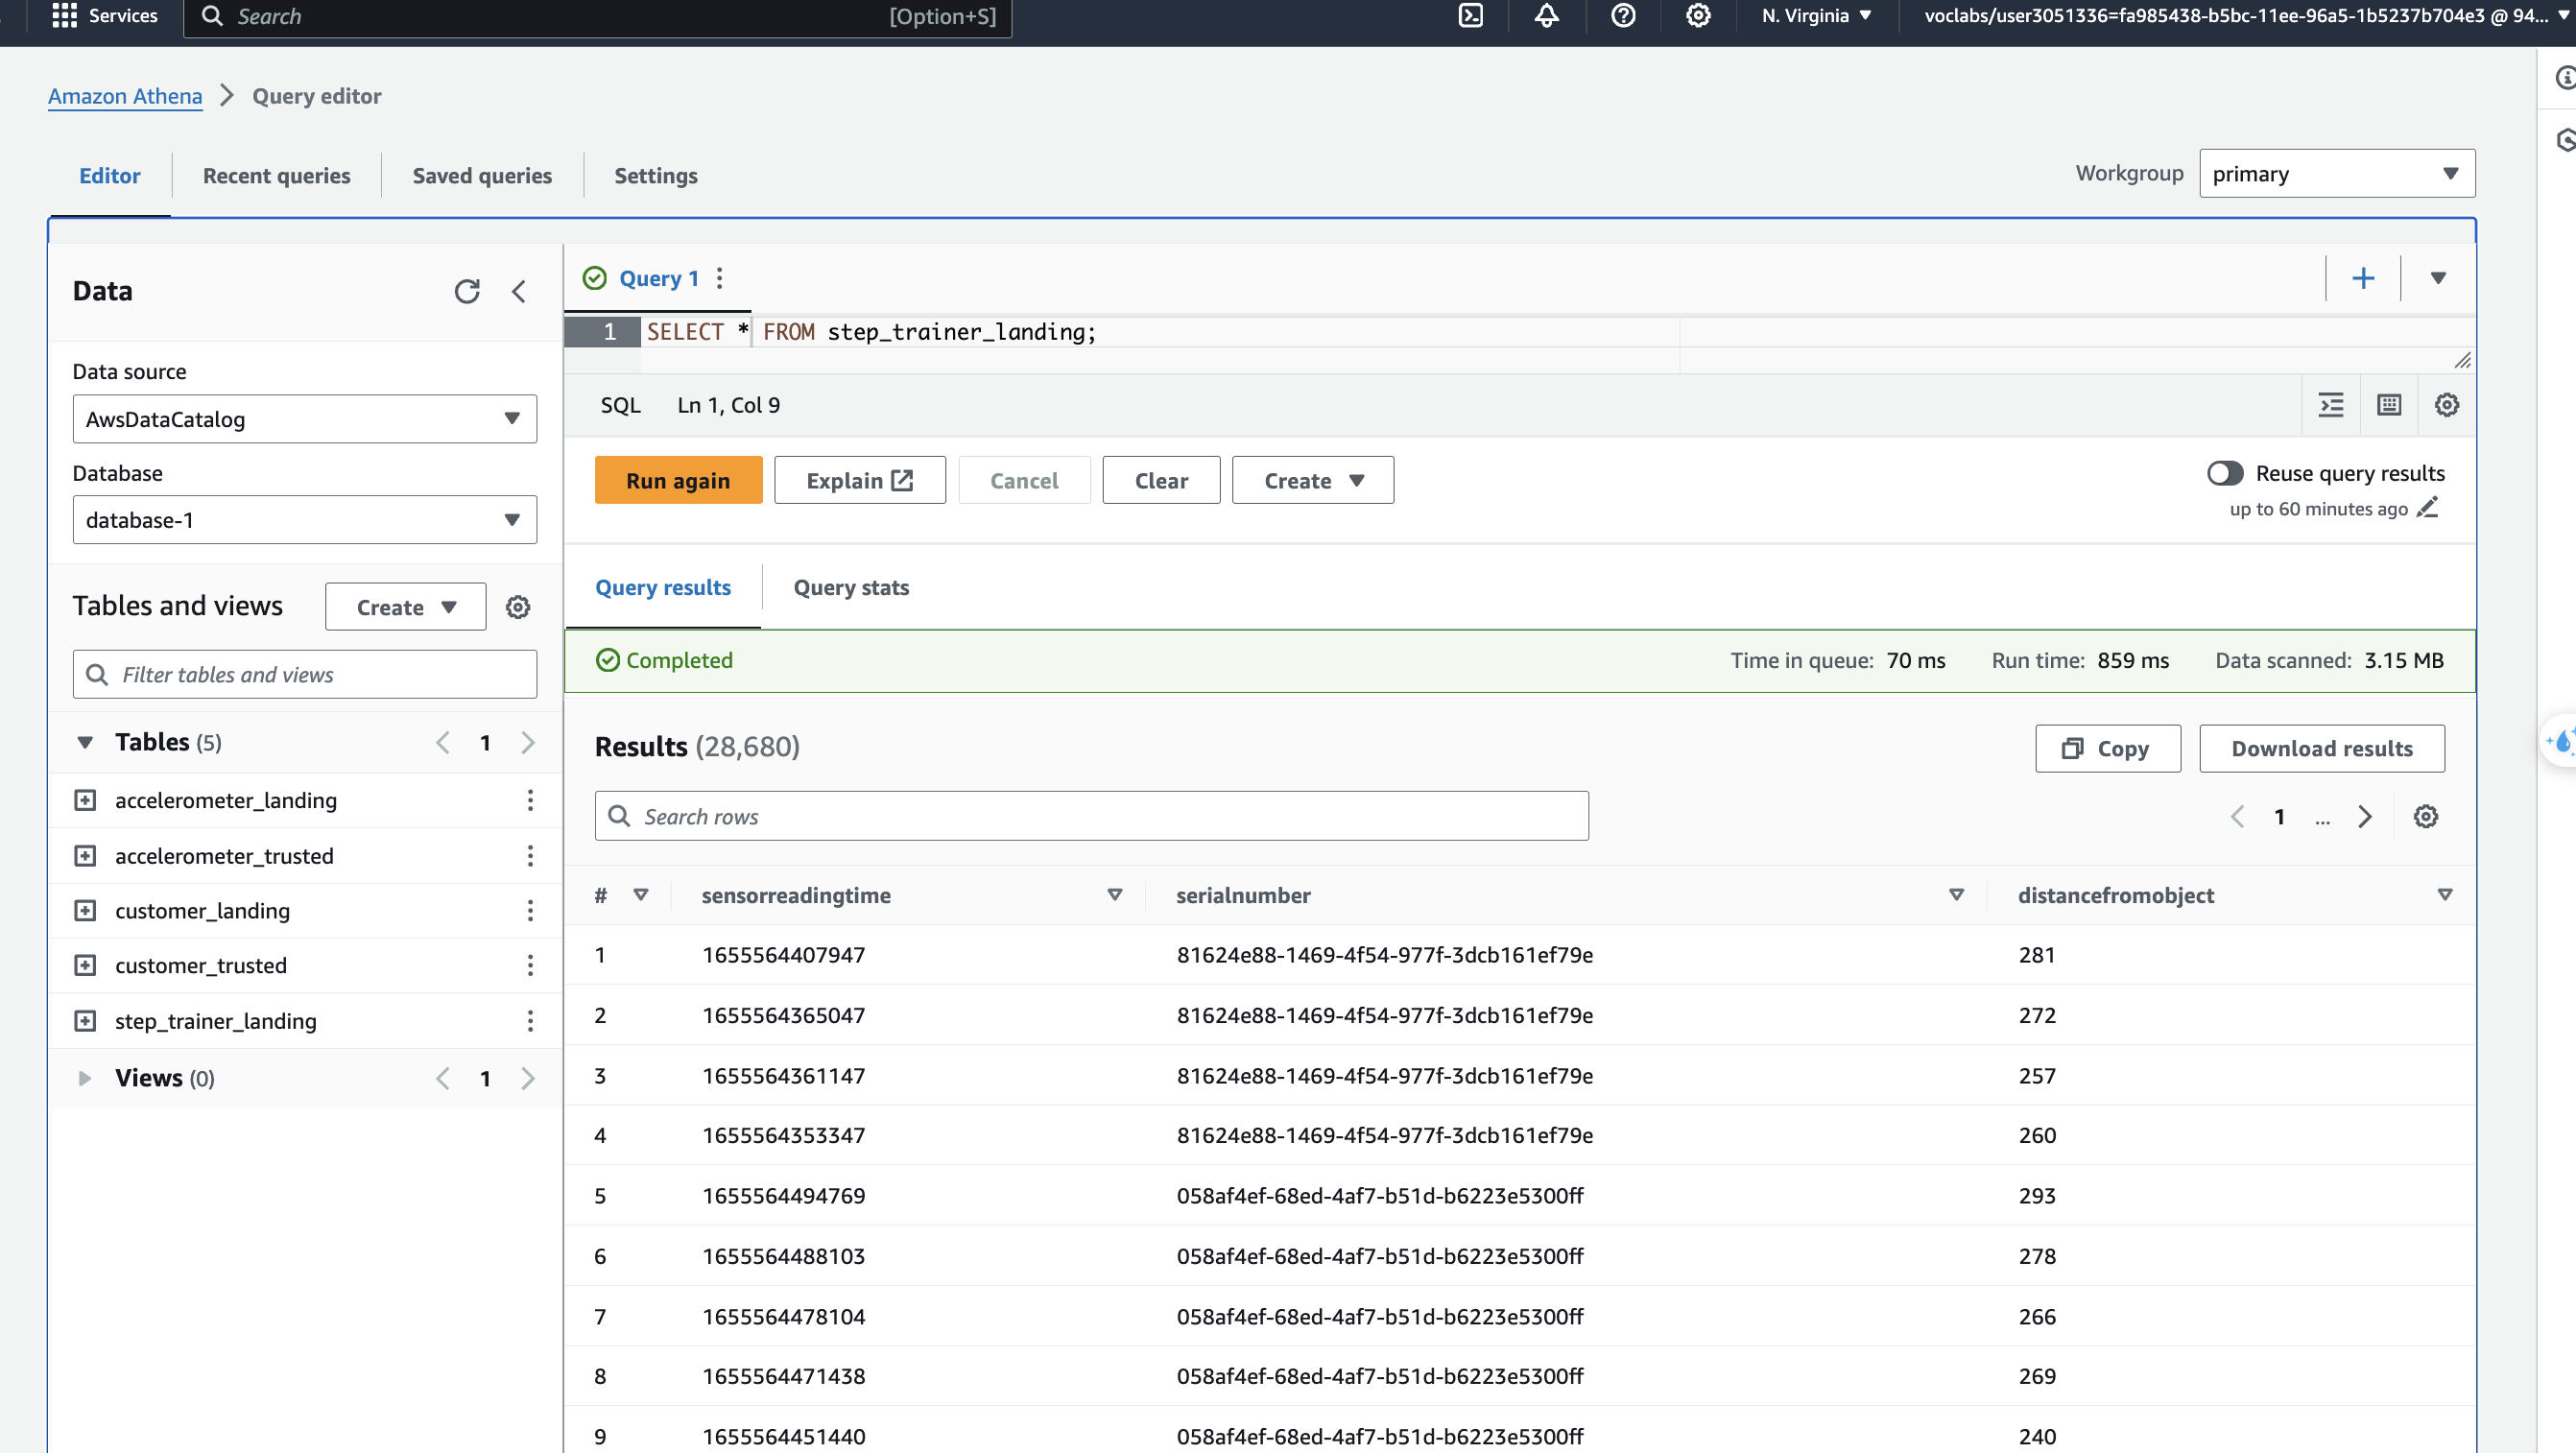 Services
Search [Option+S]
N. Virginia
voclabs/user3051336=fa985438-b5bc-11ee-96a5-1b5237b704e3 @ 94...
Amazon Athena > Query editor
Editor
Recent queries
Saved queries
Settings
Workgroup
primary
Data
Data source
AwsDataCatalog
Database
database-1
Tables and views
Create
Filter tables and views
Tables (5)
1
accelerometer_landing
accelerometer_trusted
customer_landing
customer_trusted
step_trainer_landing
Views (0)
1
Query 1
1 SELECT * FROM step_trainer_landing;
SQL Ln 1, Col 9
Run again
Explain
Cancel
Clear
Create
Reuse query results
up to 60 minutes ago
Query results
Query stats
Completed
Time in queue: 70 ms Run time: 859 ms Data scanned: 3.15 MB
Results (28,680)
Copy
Download results
Search rows
1 ...
# sensorreadingtime serialnumber distancefromobject
1 1655564407947 81624e88-1469-4f54-977f-3dcb161ef79e 281
2 1655564365047 81624e88-1469-4f54-977f-3dcb161ef79e 272
3 1655564361147 81624e88-1469-4f54-977f-3dcb161ef79e 257
4 1655564353347 81624e88-1469-4f54-977f-3dcb161ef79e 260
5 1655564494769 058af4ef-68ed-4af7-b51d-b6223e5300ff 293
6 1655564488103 058af4ef-68ed-4af7-b51d-b6223e5300ff 278
7 1655564478104 058af4ef-68ed-4af7-b51d-b6223e5300ff 266
8 1655564471438 058af4ef-68ed-4af7-b51d-b6223e5300ff 269
9 1655564451440 058af4ef-68ed-4af7-b51d-b6223e5300ff 240